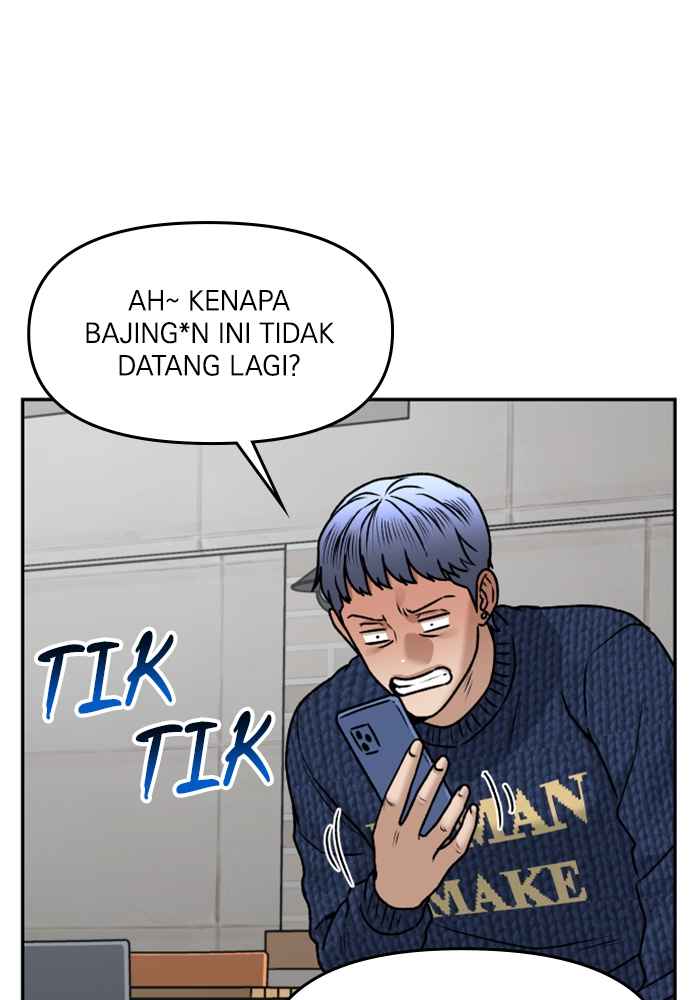 AH~ KENAPA
BAJING*N INI TIDAK
DATANG LAGI?
TIK
TIK
MAN
MAKE